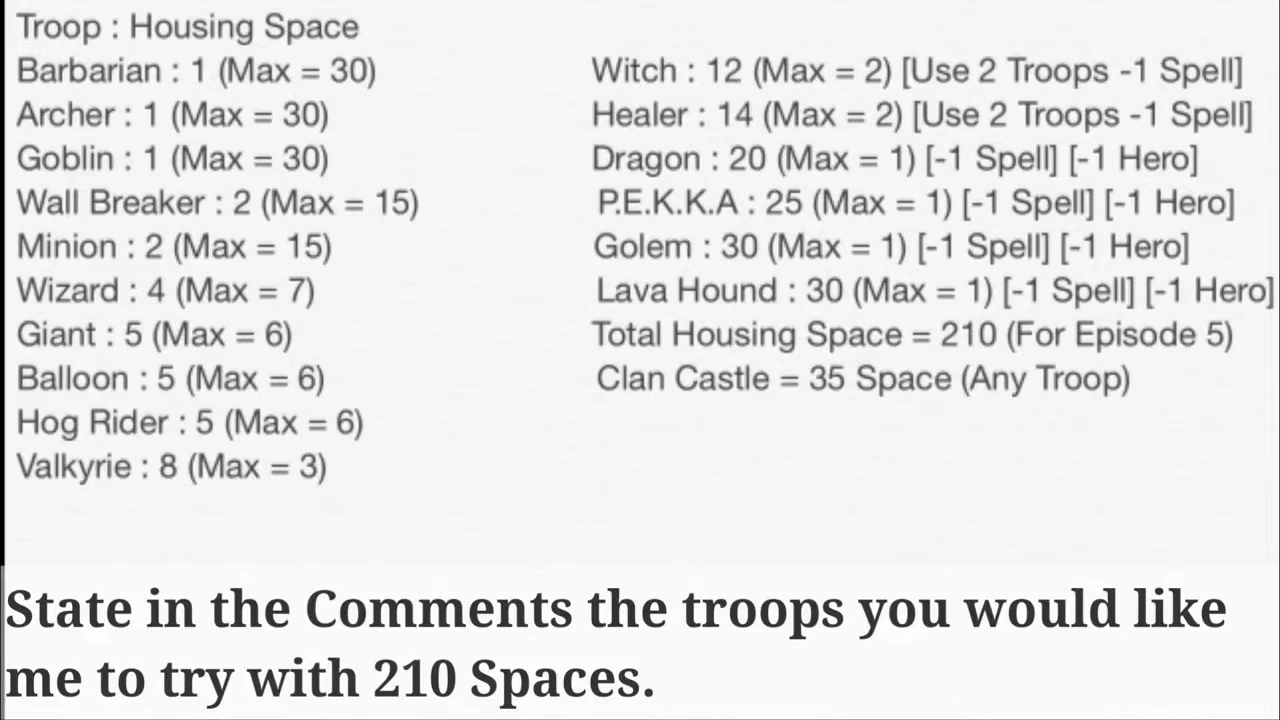 Troop : Housing Space
Barbarian : 1 (Max = 30)
Archer : 1 (Max = 30)
Goblin : 1 (Max = 30)
Wall Breaker : 2 (Max = 15)
Minion : 2 (Max = 15)
Wizard : 4 (Max = 7)
Giant : 5 (Max = 6)
Balloon : 5 (Max = 6)
Hog Rider : 5 (Max = 6)
Valkyrie : 8 (Max = 3)
Witch : 12 (Max = 2) [Use 2 Troops -1 Spell]
Healer : 14 (Max = 2) [Use 2 Troops -1 Spell]
Dragon : 20 (Max = 1) [-1 Spell] [-1 Hero]
P.E.K.K.A : 25 (Max = 1) [-1 Spell] [-1 Hero]
Golem : 30 (Max = 1) [-1 Spell] [-1 Hero]
Lava Hound : 30 (Max = 1) [-1 Spell] [-1 Hero]
Total Housing Space = 210 (For Episode 5)
Clan Castle = 35 Space (Any Troop)
State in the Comments the troops you would like
me to try with 210 Spaces.